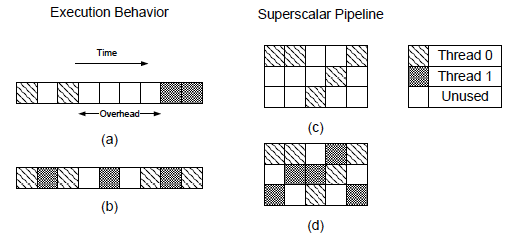 Execution Behavior
Superscalar Pipeline
Time
Overhead
(a)
(b)
(c)
(d)
Thread 0
Thread 1
Unused